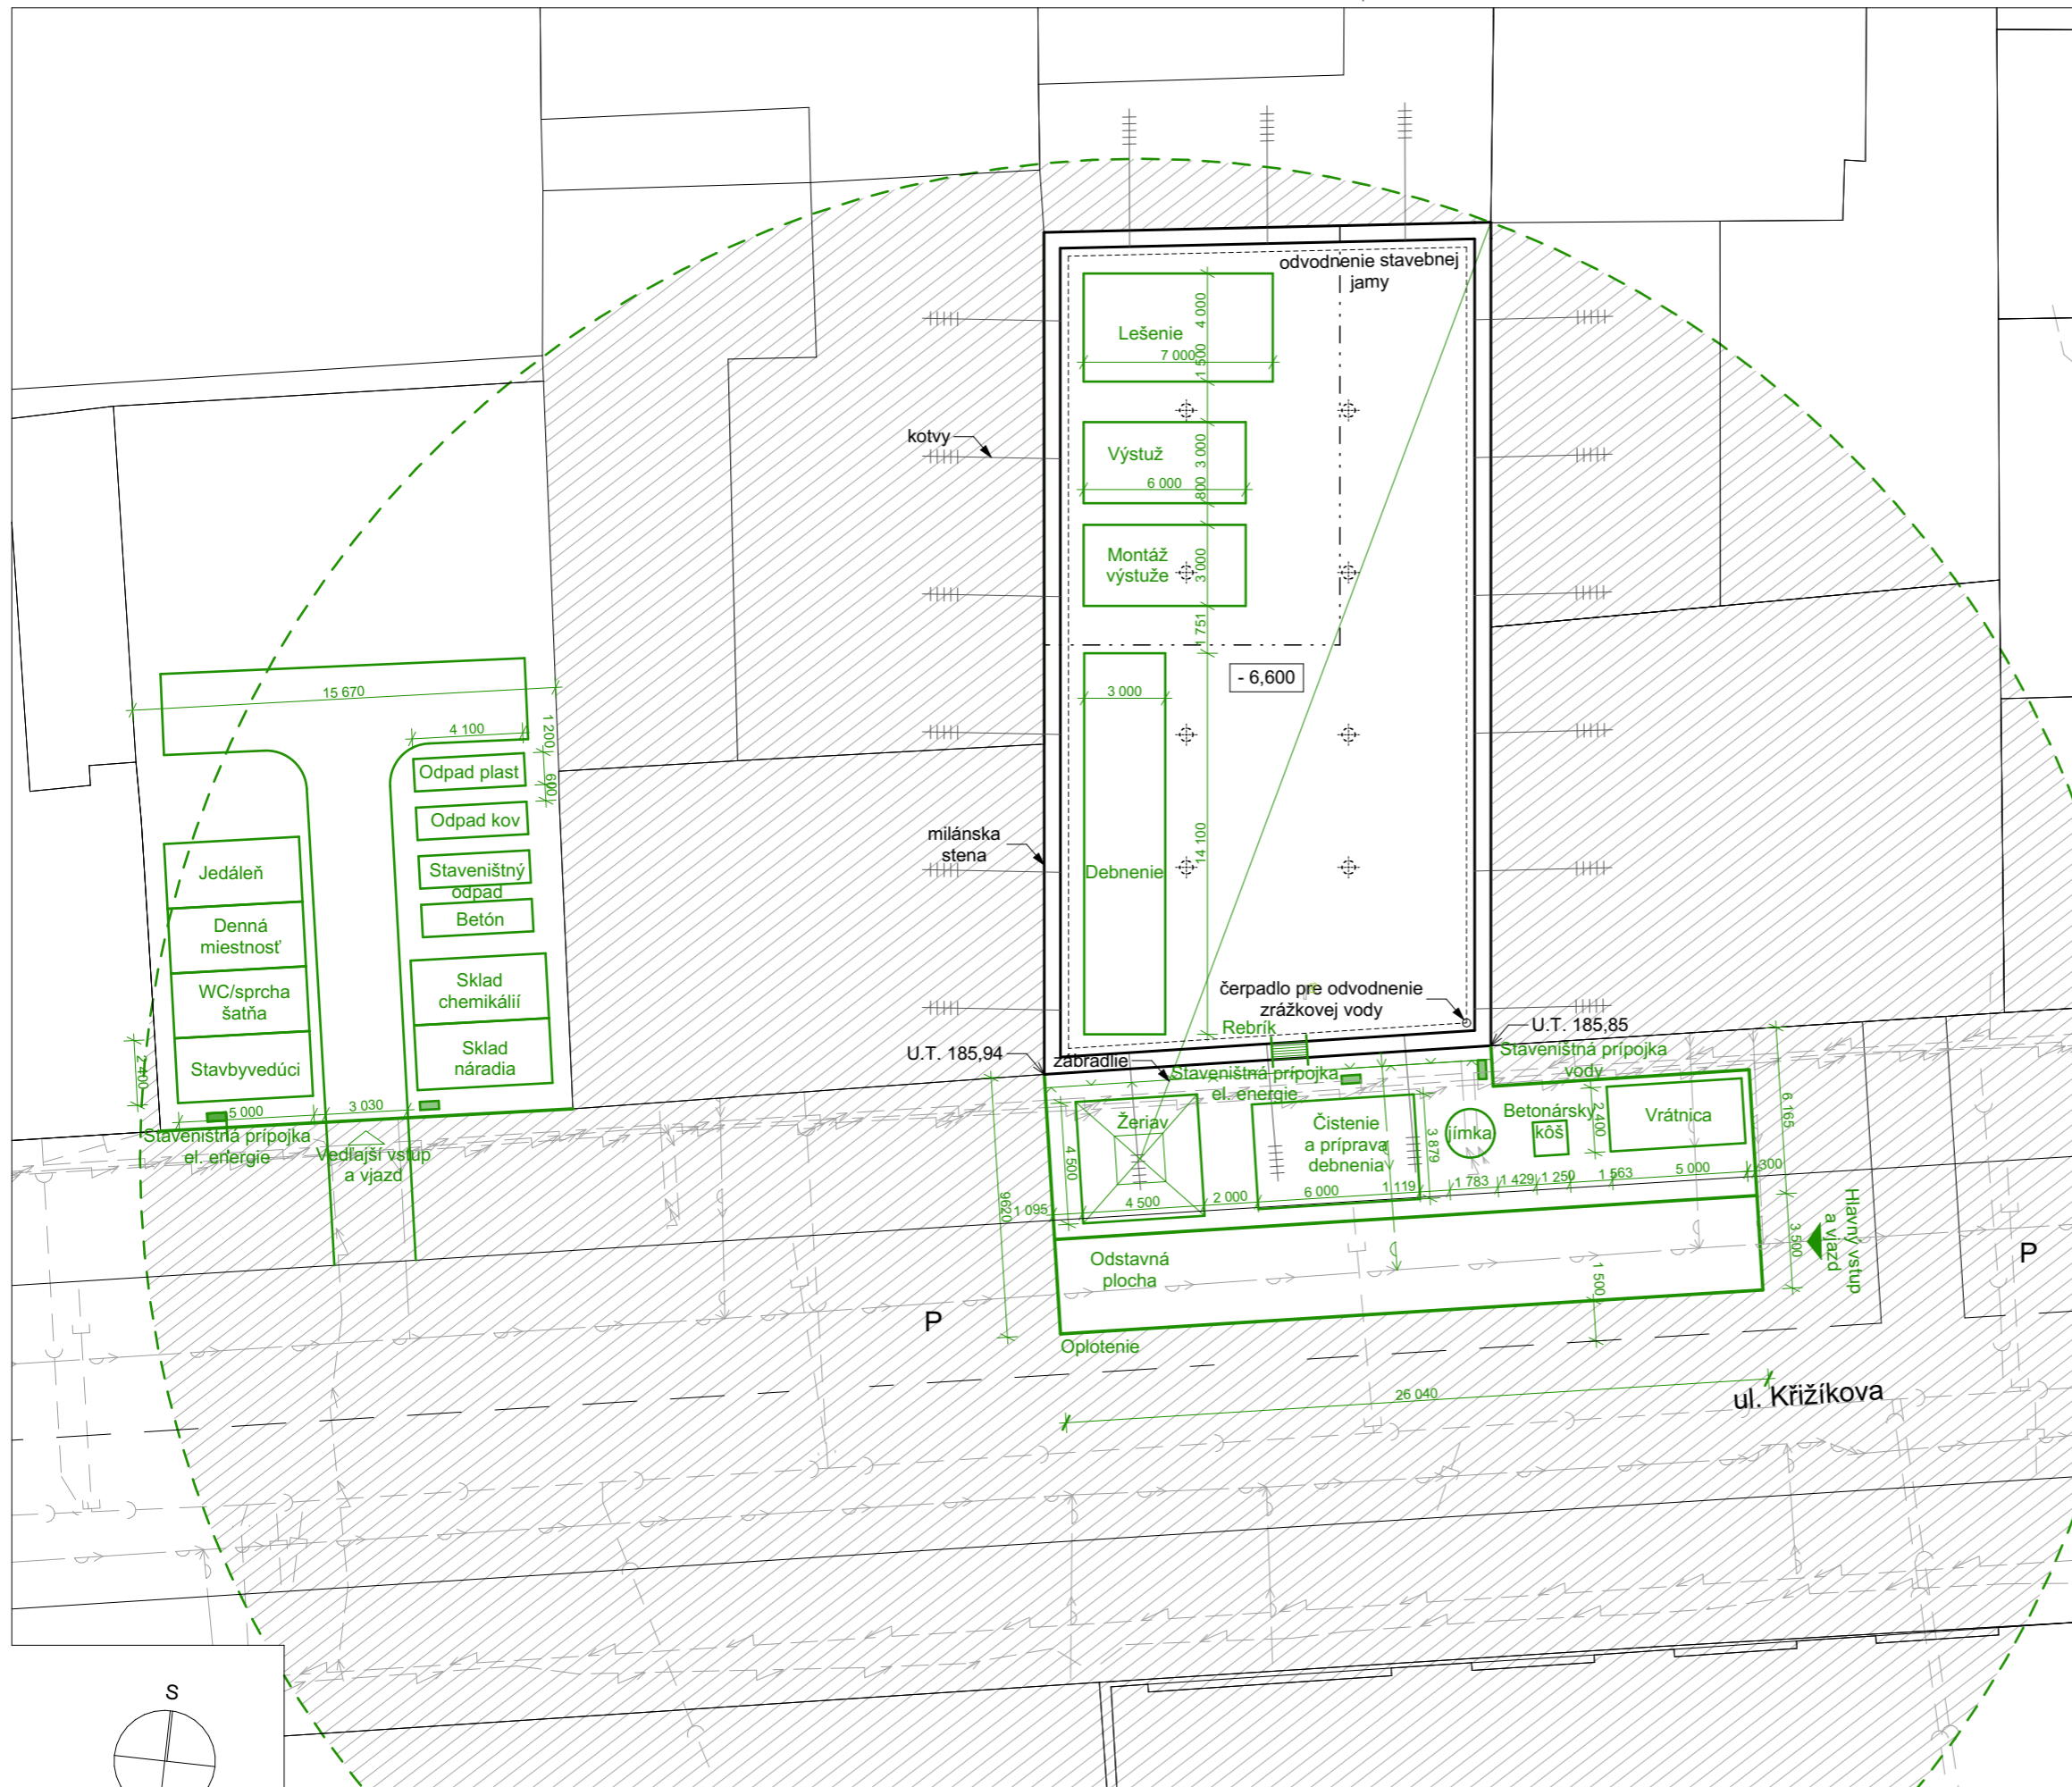 odvodnenie stavebnej
jamy
Lešenie
7 000
4 000
1 500
kotvy
Výstuž
6 000
3 000
800
Montáž
výstuže
3 000
1 751
- 6,600
3 000
14 100
Debnenie
milánska
stena
čerpadlo pre odvodnenie
zrážkovej vody
Rebrík
U.T. 185,85
U.T. 185,94
zábradlie
Staveništná prípojka
el. energie
Staveništná prípojka
vody
15 670
4 100
1 200
600
Odpad plast
Odpad kov
Staveništný
odpad
Betón
Sklad
chemikálií
Sklad
náradia
Jedáleň
Denná
miestnosť
WC/sprcha
šatňa
Stavbyvedúci
2 400
5 000
3 030
Staveništná prípojka
el. energie
Vedľajší vstup
a vjazd
Žeriav
4 500
4 500
9620
1 095
2 000
Čistenie
a príprava
debnenia
6 000
3 879
1 119
jímka
1 783
1 429
Betonársky
kôš
1 250
1 563
2 400
Vrátnica
5 000
300
6 165
3 500
Hlavný vstup
a vjazd
P
Odstavná
plocha
1 500
P
Oplotenie
26 040
ul. Křižíkova
S